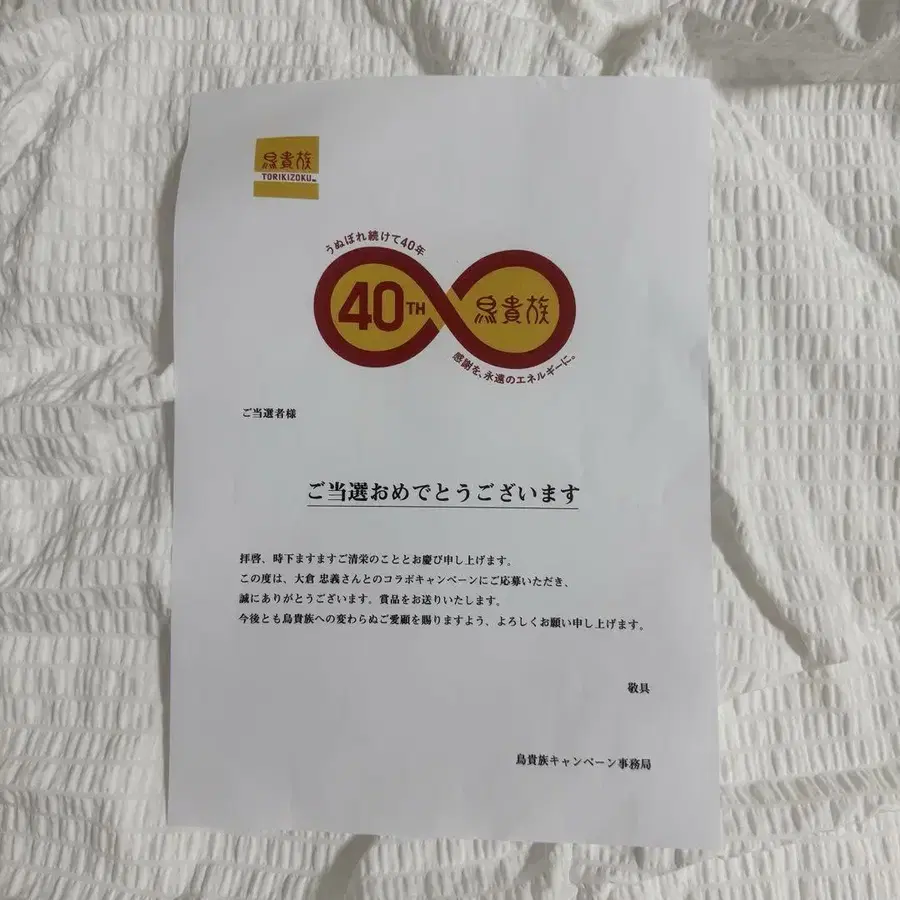 鳥貴族
TORIKIZOKU
うぬぼれ続けて40年
40TH
鳥貴族
感謝を、永遠のエネルギーに。
ご当選者様
ご当選おめでとうございます
拝啓、時下ますますご清栄のこととお慶び申し上げます。
この度は、大倉 忠義さんとのコラボキャンペーンにご応募いただき、
誠にありがとうございます。賞品をお送りいたします。
今後とも鳥貴族への変わらぬご愛顧を賜りますよう、よろしくお願い申し上げます。
敬具
鳥貴族キャンペーン事務局